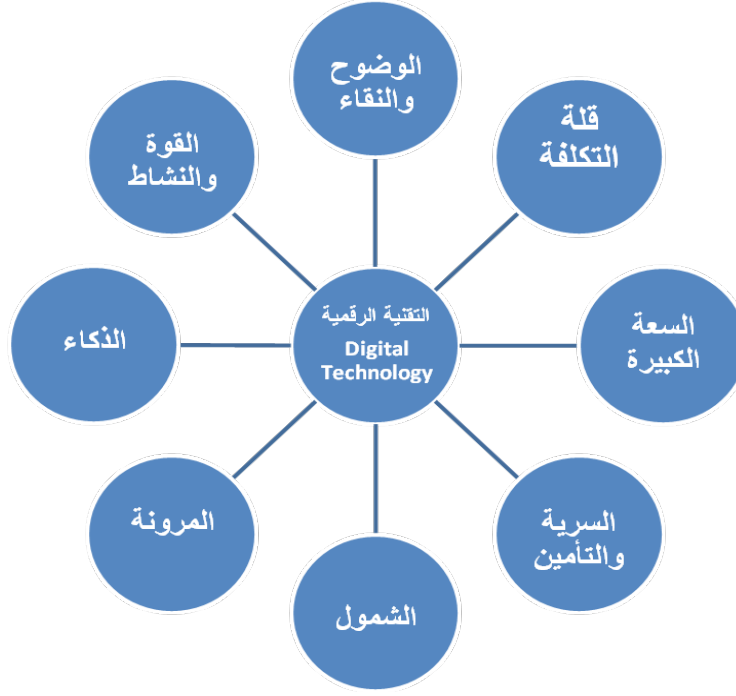 الوضوح
والنقاء
قلة
التكلفة
السعة
الكبيرة
السرية
والتأمين
الشمول
المرونة
الذكاء
القوة
والنشاط
التقنية الرقمية
Digital
Technology